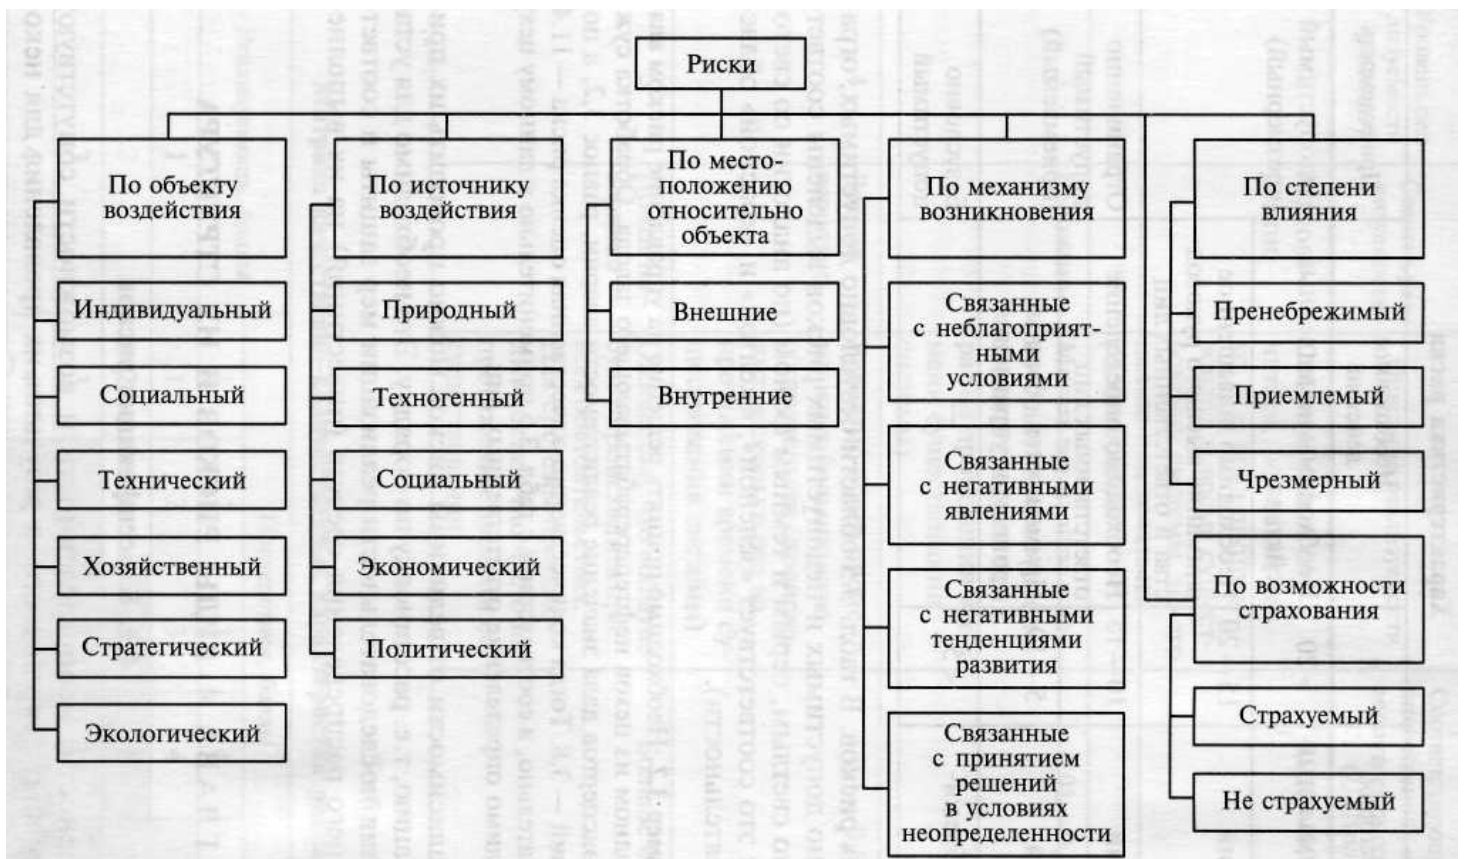 Риски
По объекту
воздействия
Индивидуальный
Социальный
Технический
Хозяйственный
Стратегический
Экологический
По источнику
воздействия
Природный
Техногенный
Социальный
Экономический
Политический
По место-
положению
относительно
объекта
Внешние
Внутренние
По механизму
возникновения
Связанные
с неблагоприят-
ными
условиями
Связанные
с негативными
явлениями
Связанные
с негативными
тенденциями
развития
Связанные
с принятием
решений
в условиях
неопределенности
По степени
влияния
Пренебрежимый
Приемлемый
Чрезмерный
По возможности
страхования
Страхуемый
Не страхуемый